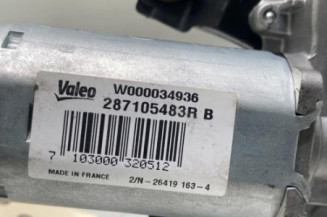 Valeo W000034936
287105483R B
7 103000 320512
MADE IN FRANCE 2/N - 26419 163-4